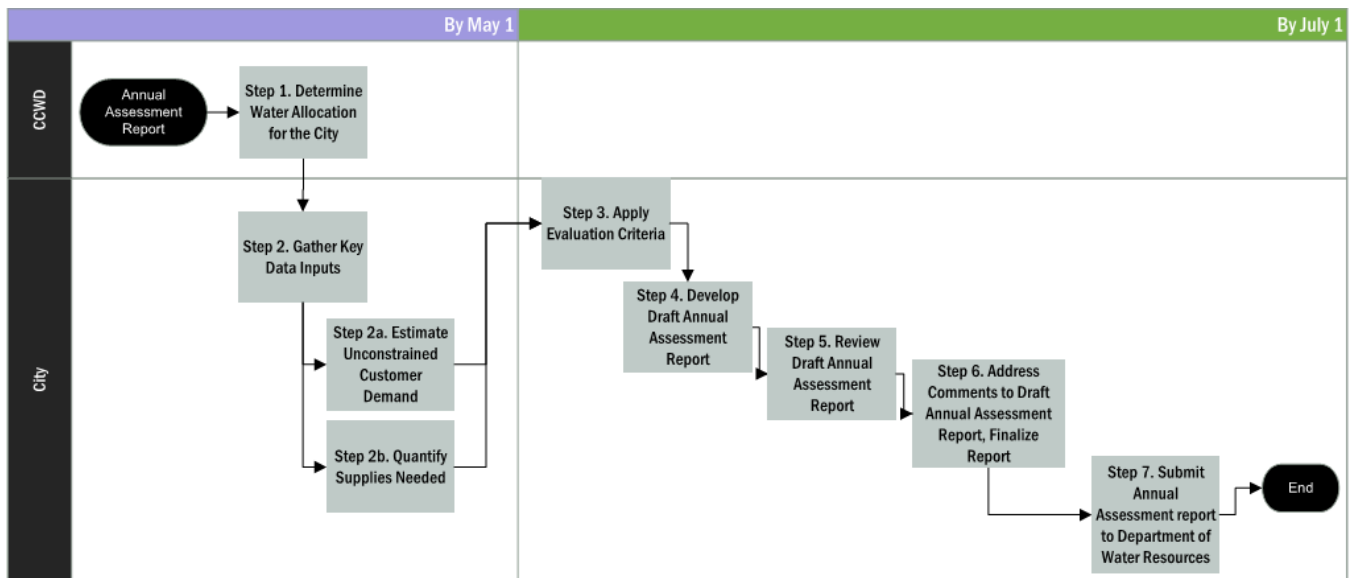 By May 1
By July 1
CCWD
Annual
Assessment
Report
Step 1. Determine
Water Allocation
for the City
City
Step 2. Gather Key
Data Inputs
Step 2a. Estimate
Unconstrained
Customer
Demand
Step 2b. Quantify
Supplies Needed
Step 3. Apply
Evaluation Criteria
Step 4. Develop
Draft Annual
Assessment
Report
Step 5. Review
Draft Annual
Assessment
Report
Step 6. Address
Comments to Draft
Annual Assessment
Report, Finalize
Report
Step 7. Submit
Annual
Assessment report
to Department of
Water Resources
End